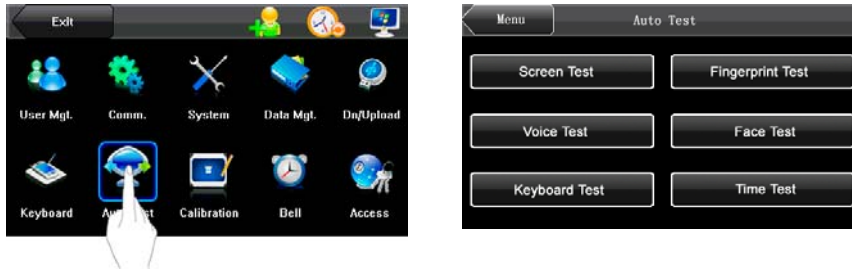 Exit
User Mgt.
Comm.
System
Data Mgt.
Dn/Upload
Keyboard
Calibration
Bell
Access
Menu
Auto Test
Screen Test
Fingerprint Test
Voice Test
Face Test
Keyboard Test
Time Test